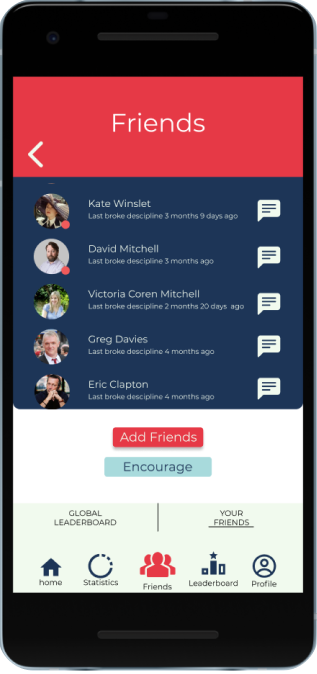 Friends
Kate Winslet
Last broke descipline 3 months 9 days ago
David Mitchell
Last broke descipline 3 months ago
Victoria Coren Mitchell
Last broke descipline 2 months 20 days ago
Greg Davies
Last broke descipline 4 months ago
Eric Clapton
Last broke descipline 4 months ago
Add Friends
Encourage
GLOBAL
LEADERBOARD
YOUR
FRIENDS
home
Statistics
Friends
Leaderboard
Profile